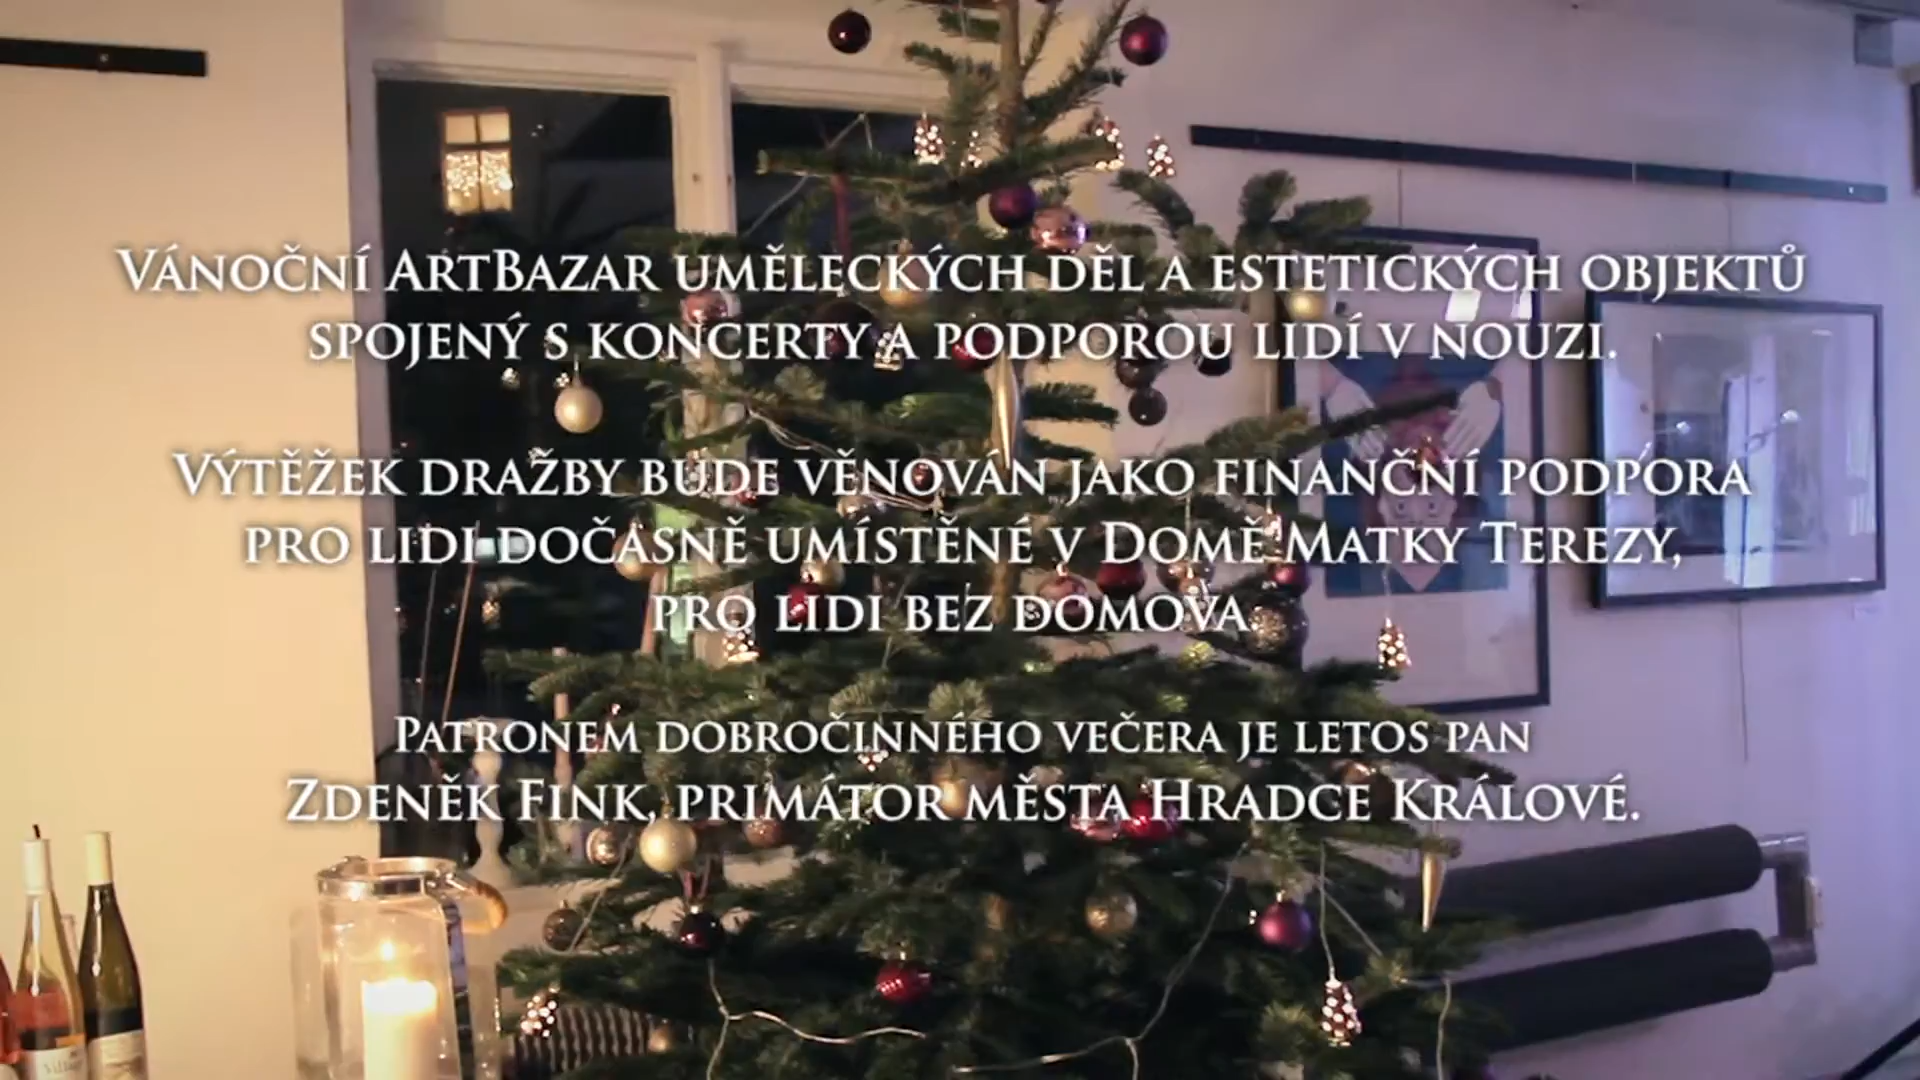 Vánoční ArtBazar uměleckých děl a estetických objektů
spojený s koncerty a podporou lidí v nouzi.
Výtěžek dražby bude věnován jako finanční podpora
pro lidi dočasně umístěné v Domě Matky Terezy,
pro lidi bez domova.
Patronem dobročinného večera je letos pan
Zdeněk Fink, primátor města Hradce Králové.